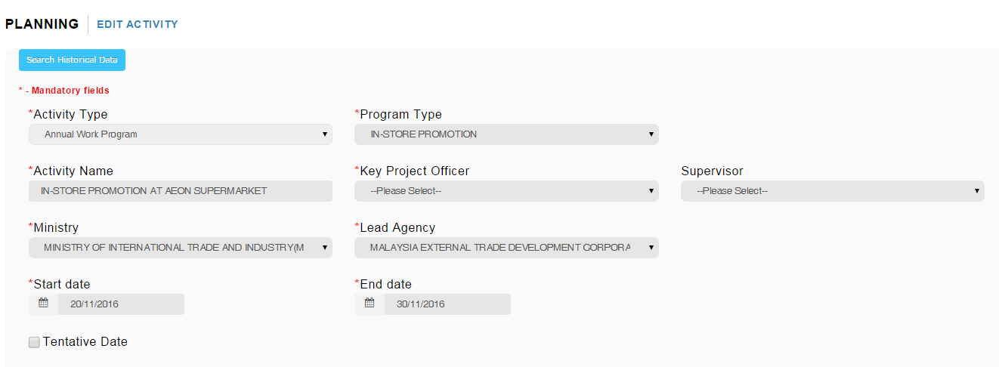 PLANNING EDIT ACTIVITY
Search Historical Data
* - Mandatory fields
*Activity Type *Program Type
Annual Work Program IN-STORE PROMOTION
*Activity Name *Key Project Officer Supervisor
IN-STORE PROMOTION AT AEON SUPERMARKET --Please Select-- --Please Select--
*Ministry *Lead Agency
MINISTRY OF INTERNATIONAL TRADE AND INDUSTRY(M MALAYSIA EXTERNAL TRADE DEVELOPMENT CORPORA
*Start date *End date
20/11/2016 30/11/2016
Tentative Date